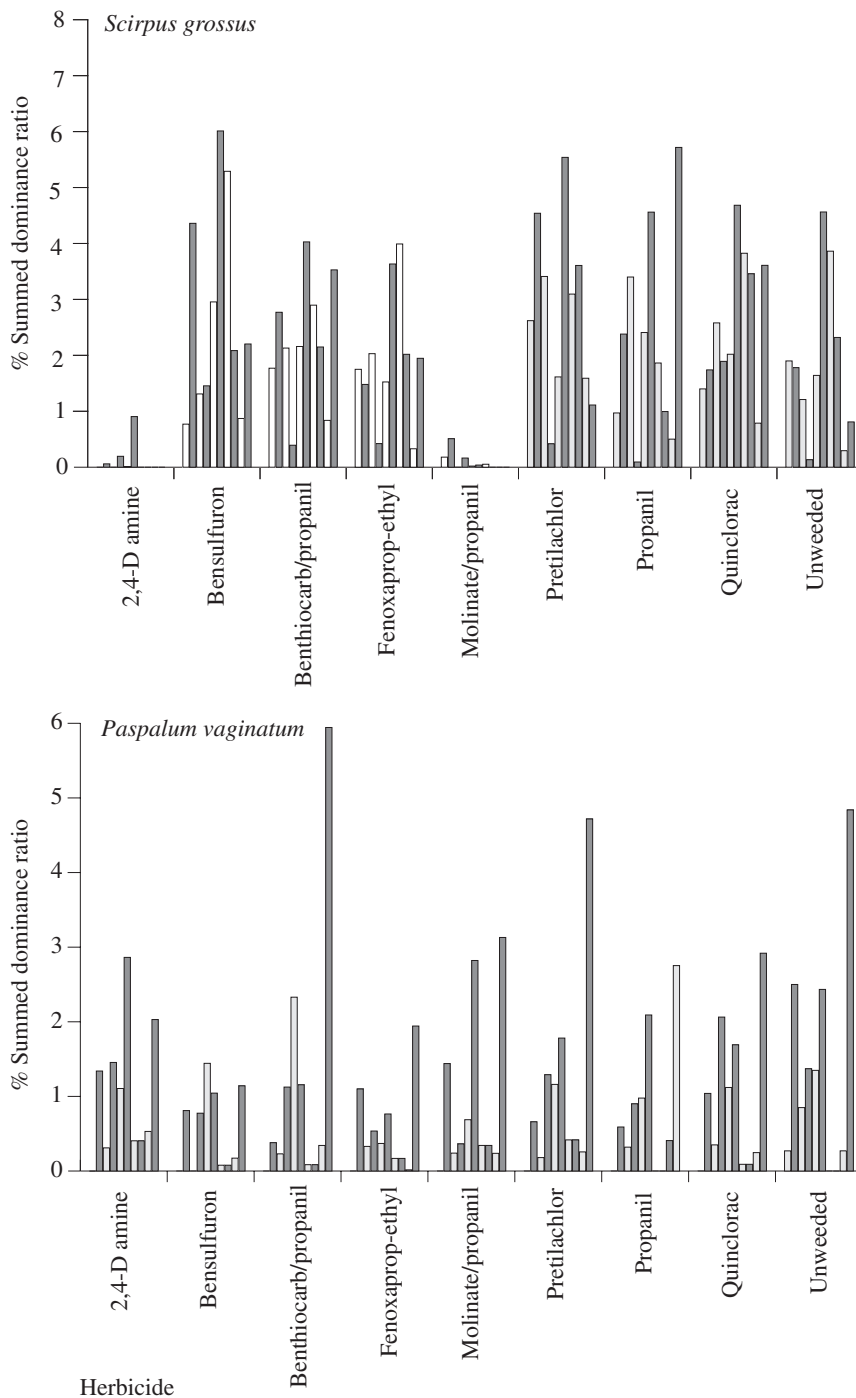 Scirpus grossus
% Summed dominance ratio
8
7
6
5
4
3
2
1
0
2,4-D amine
Bensulfuron
Benthiocarb/propanil
Fenoxaprop-ethyl
Molinate/propanil
Pretilachlor
Propanil
Quinclorac
Unweeded
Paspalum vaginatum
% Summed dominance ratio
6
5
4
3
2
1
0
2,4-D amine
Bensulfuron
Benthiocarb/propanil
Fenoxaprop-ethyl
Molinate/propanil
Pretilachlor
Propanil
Quinclorac
Unweeded
Herbicide